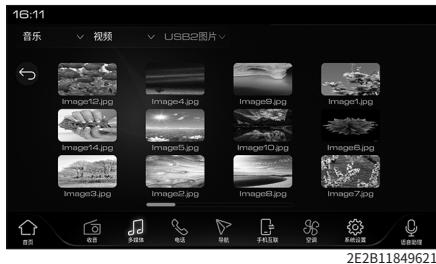 16:11
音乐 视频 USB2图片
Image12.jpg Image4.jpg Image9.jpg Image1.jpg
Image14.jpg Image5.jpg Image10.jpg Image6.jpg
Image3.jpg Image2.jpg Image8.jpg Image7.jpg
首页 收音 多媒体 电话 导航 手机互联 空调 系统设置 语音助理
2E2B11849621